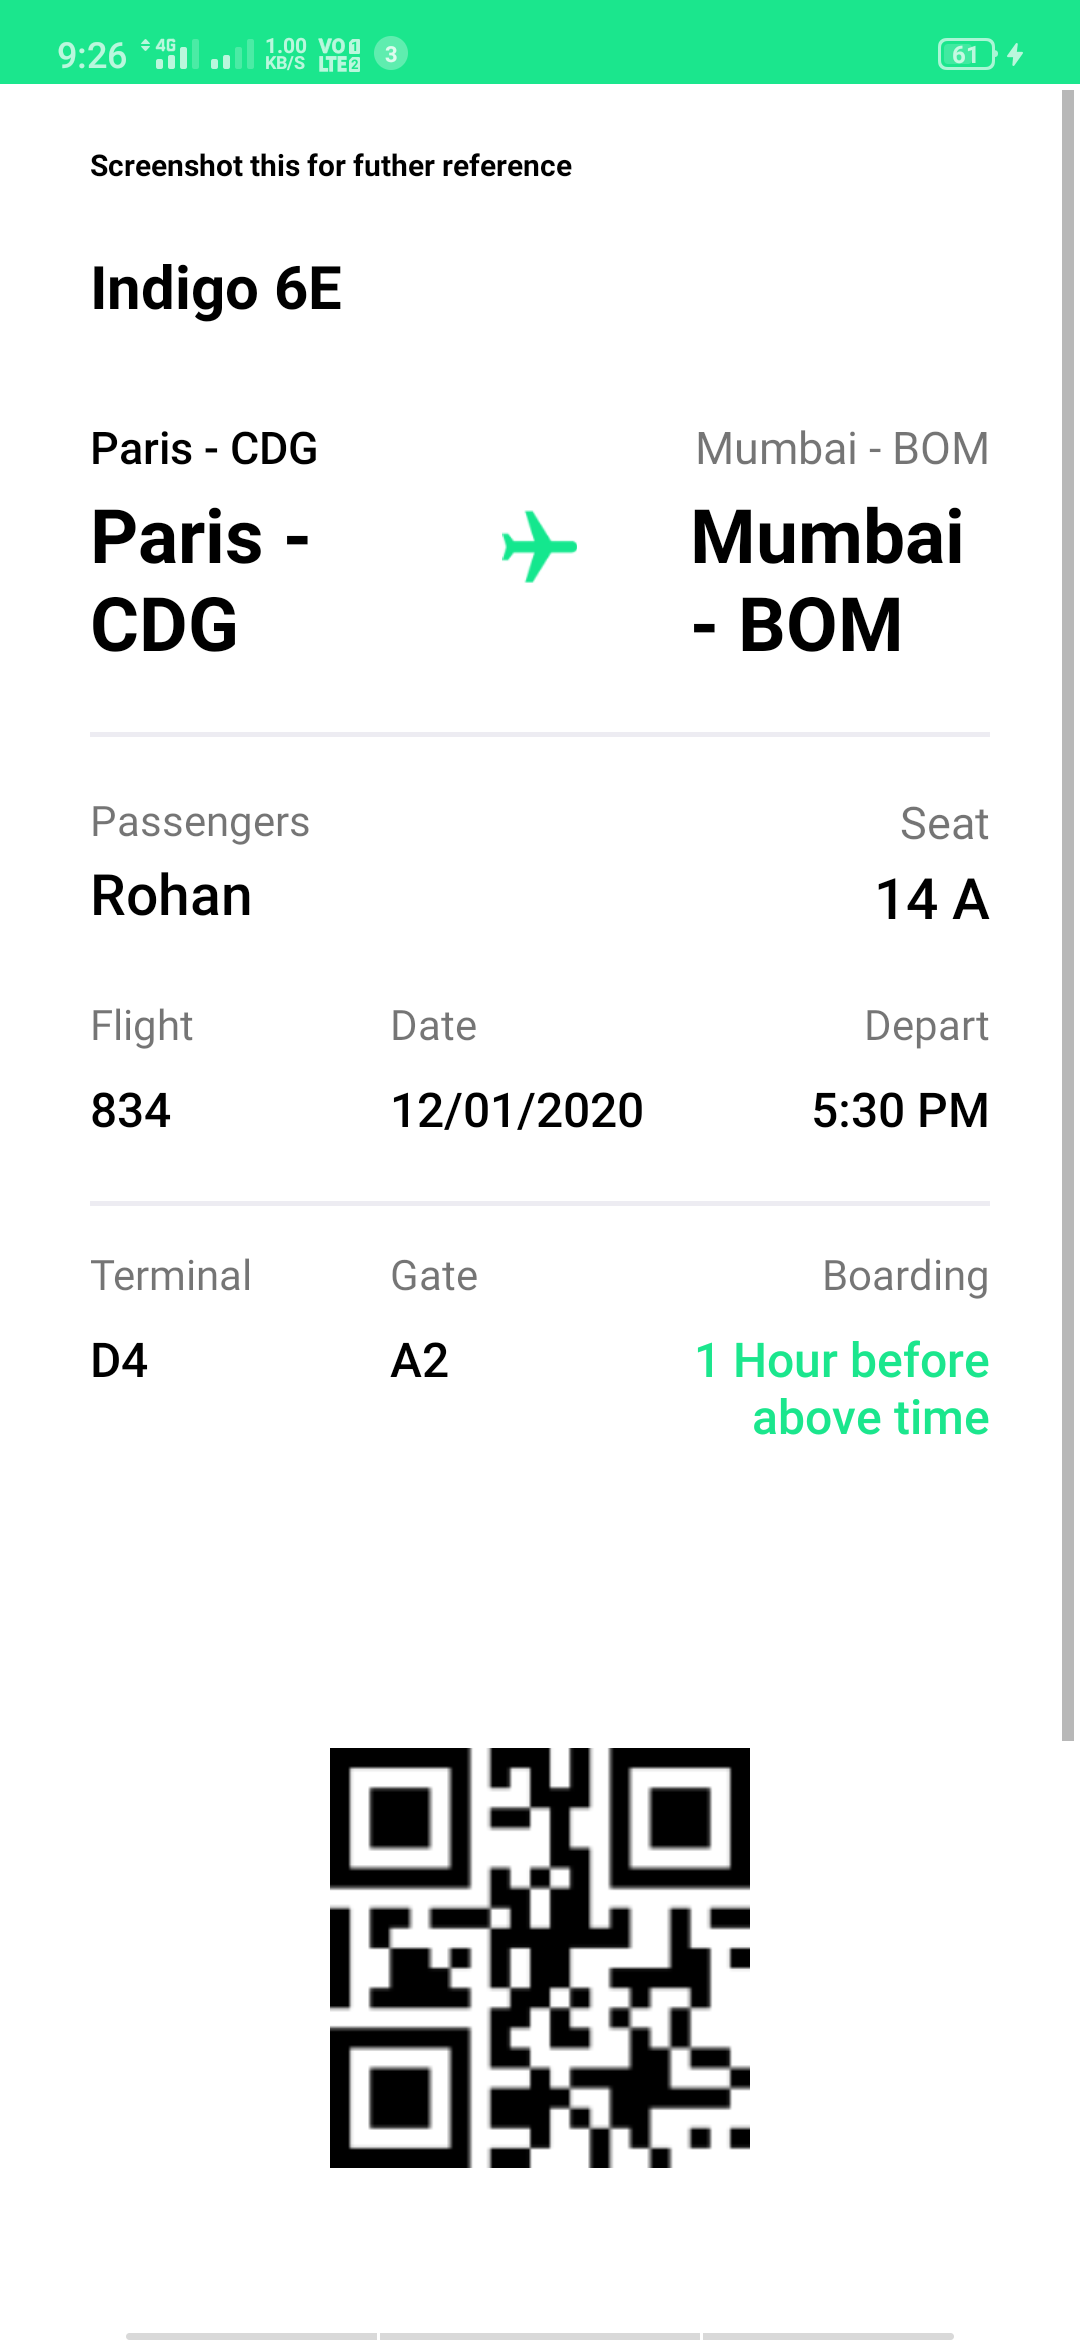 9:26 4G 1.00 KB/S VO 1 LTE 2 3 61
Screenshot this for futher reference
Indigo 6E
Paris - CDG Mumbai - BOM
Paris - Mumbai
CDG - BOM
Passengers Seat
Rohan 14 A
Flight Date Depart
834 12/01/2020 5:30 PM
Terminal Gate Boarding
D4 A2 1 Hour before
above time